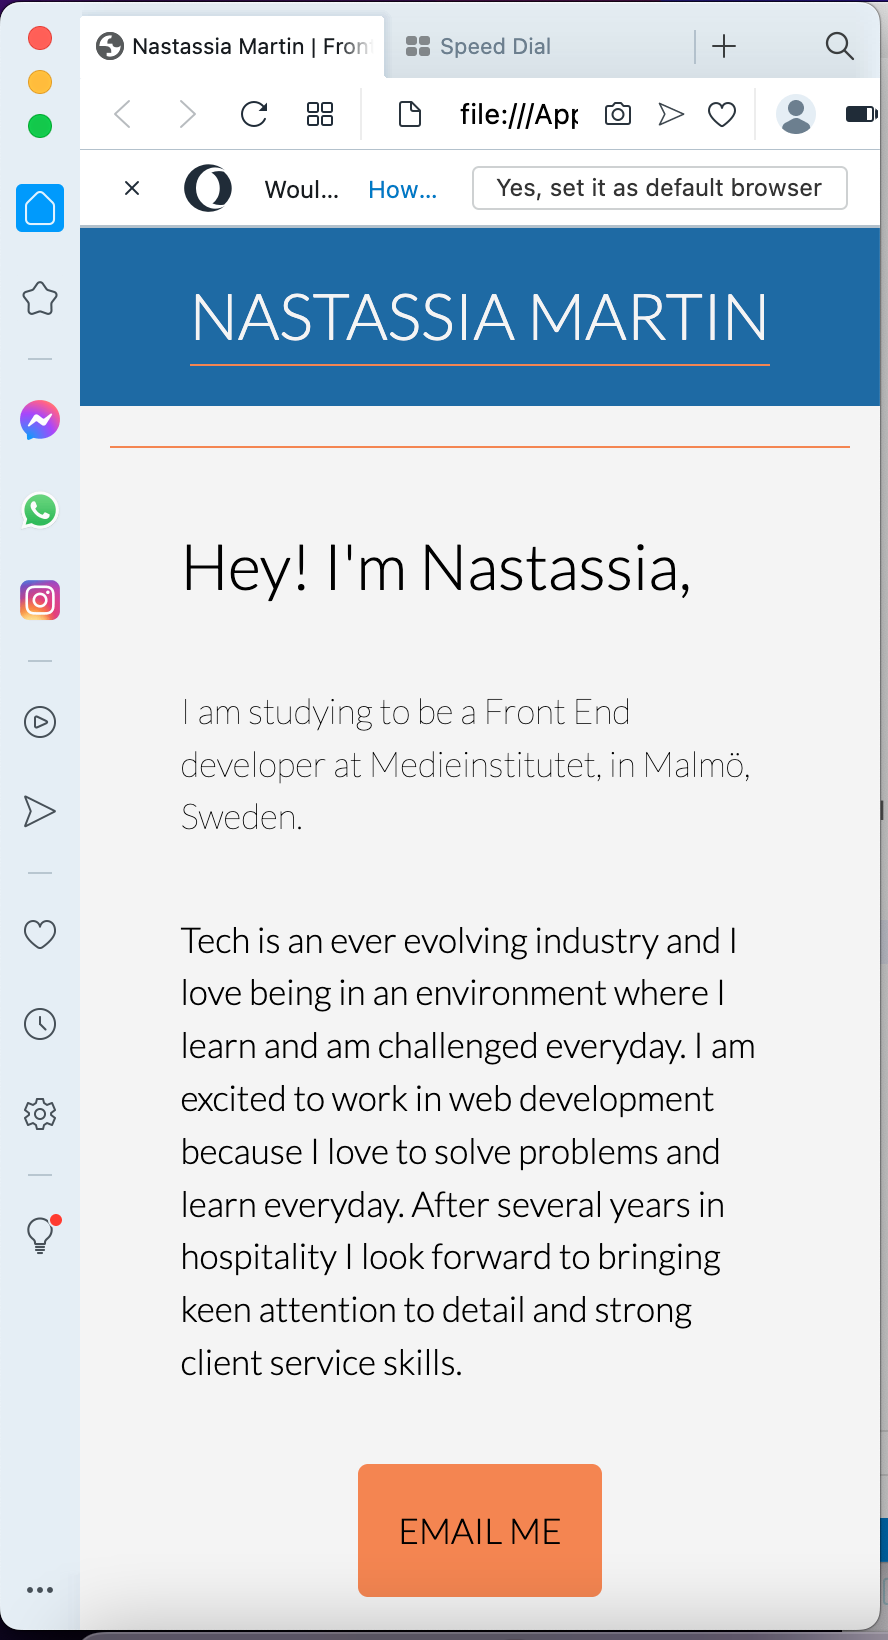 Nastassia Martin | Fron
Speed Dial
file:///App
Woul...
How...
Yes, set it as default browser
NASTASSIA MARTIN
Hey! I'm Nastassia,
I am studying to be a Front End
developer at Medieinstitutet, in Malmö,
Sweden.
Tech is an ever evolving industry and I
love being in an environment where I
learn and am challenged everyday. I am
excited to work in web development
because I love to solve problems and
learn everyday. After several years in
hospitality I look forward to bringing
keen attention to detail and strong
client service skills.
EMAIL ME